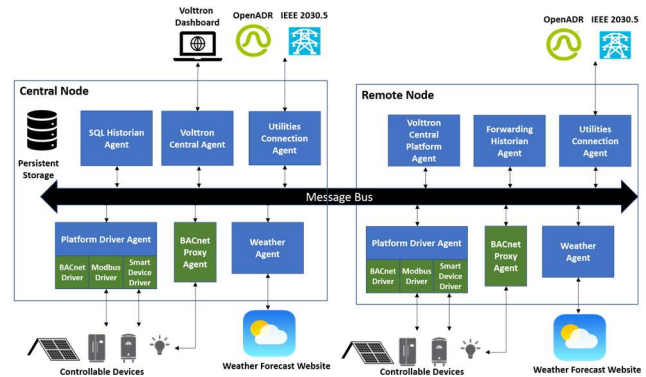 Volttron
Dashboard
OpenADR
IEEE 2030.5
OpenADR
IEEE 2030.5
Central Node
SQL Historian
Agent
Volttron
Central Agent
Utilities
Connection
Agent
Persistent
Storage
Remote Node
Volttron
Central
Platform
Agent
Forwarding
Historian
Agent
Utilities
Connection
Agent
Message Bus
Platform Driver Agent
BACnet
Driver
Modbus
Driver
Smart
Device
Driver
BACnet
Proxy
Agent
Weather
Agent
Platform Driver Agent
BACnet
Driver
Modbus
Driver
Smart
Device
Driver
BACnet
Proxy
Agent
Weather
Agent
Controllable Devices
Weather Forecast Website
Controllable Devices
Weather Forecast Website